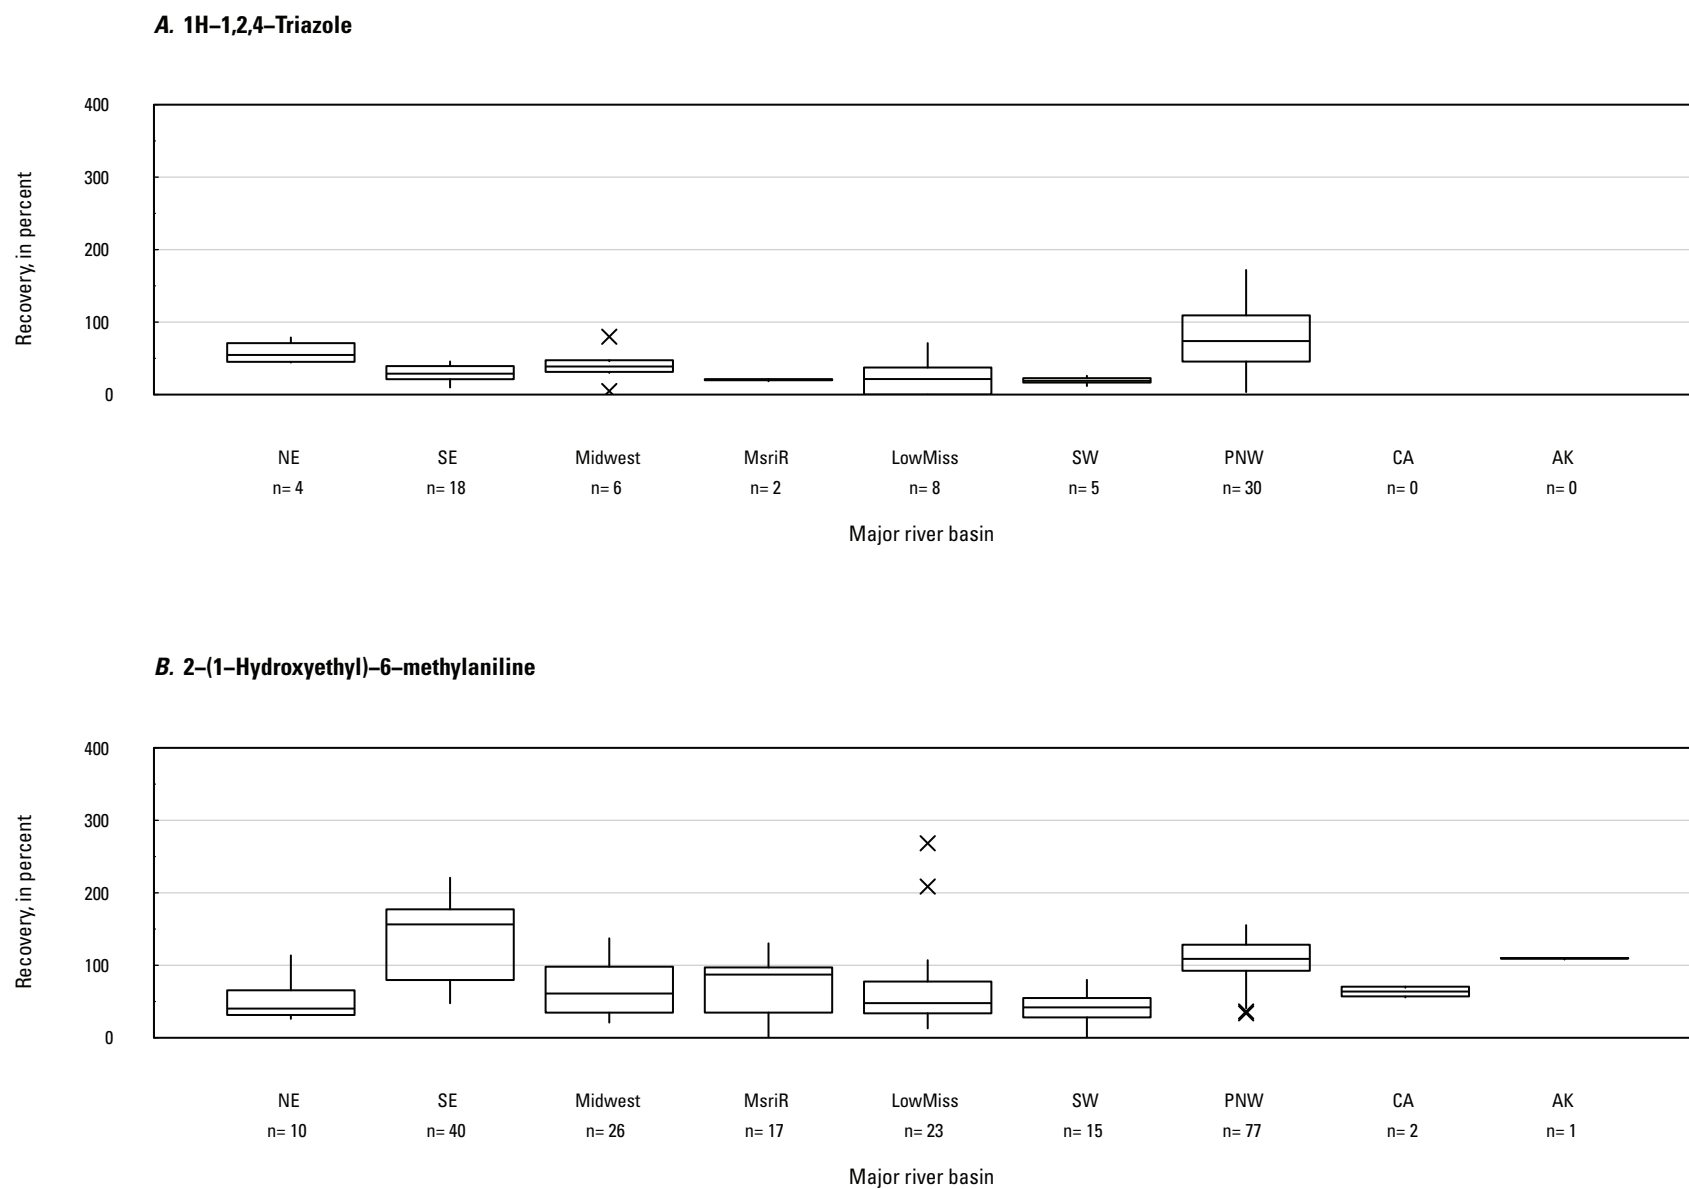 A. 1H–1,2,4–Triazole
400
300
200
100
0
Recovery, in percent
NE SE Midwest MsriR LowMiss SW PNW CA AK
n= 4 n= 18 n= 6 n= 2 n= 8 n= 5 n= 30 n= 0 n= 0
Major river basin
B. 2–(1–Hydroxyethyl)–6–methylaniline
400
300
200
100
0
Recovery, in percent
NE SE Midwest MsriR LowMiss SW PNW CA AK
n= 10 n= 40 n= 26 n= 17 n= 23 n= 15 n= 77 n= 2 n= 1
Major river basin